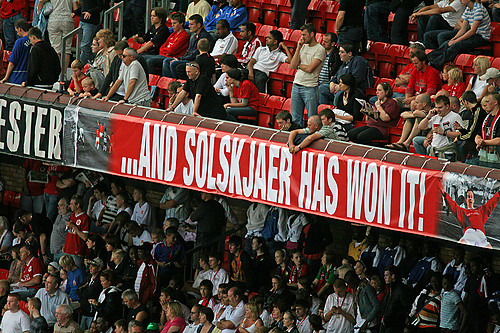 ESTER
...AND SOLSKJAER HAS WON IT!